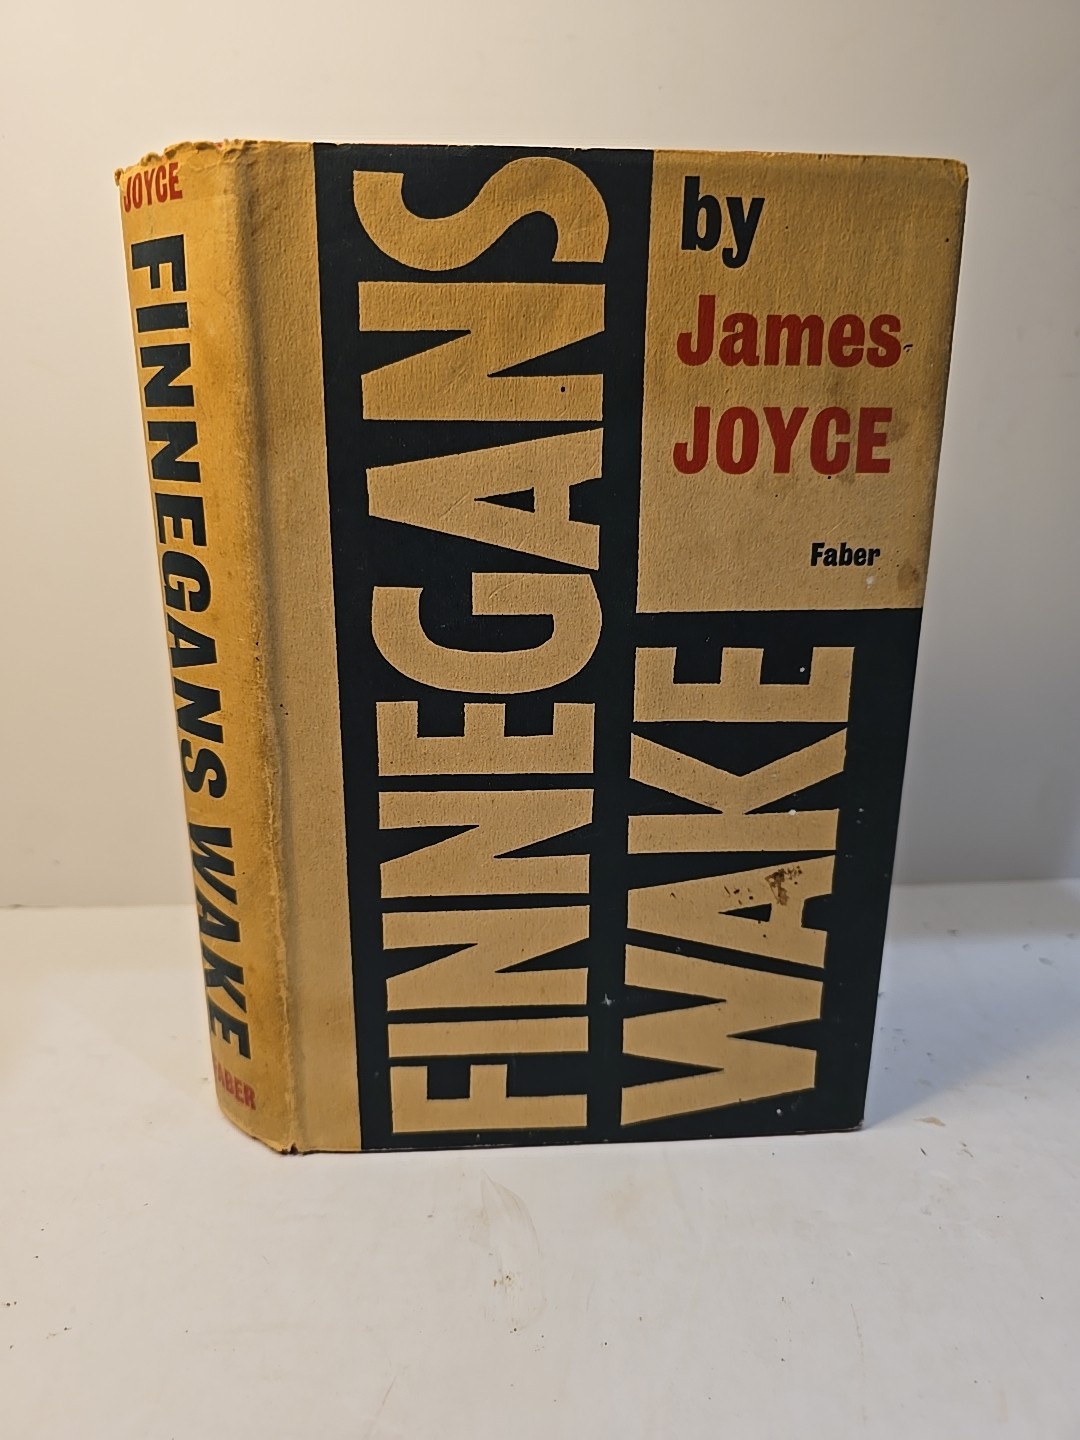 JOYCE
FINNEGANS WAKE
FABER
FINNEGANS
WAKE
by
James
JOYCE
Faber